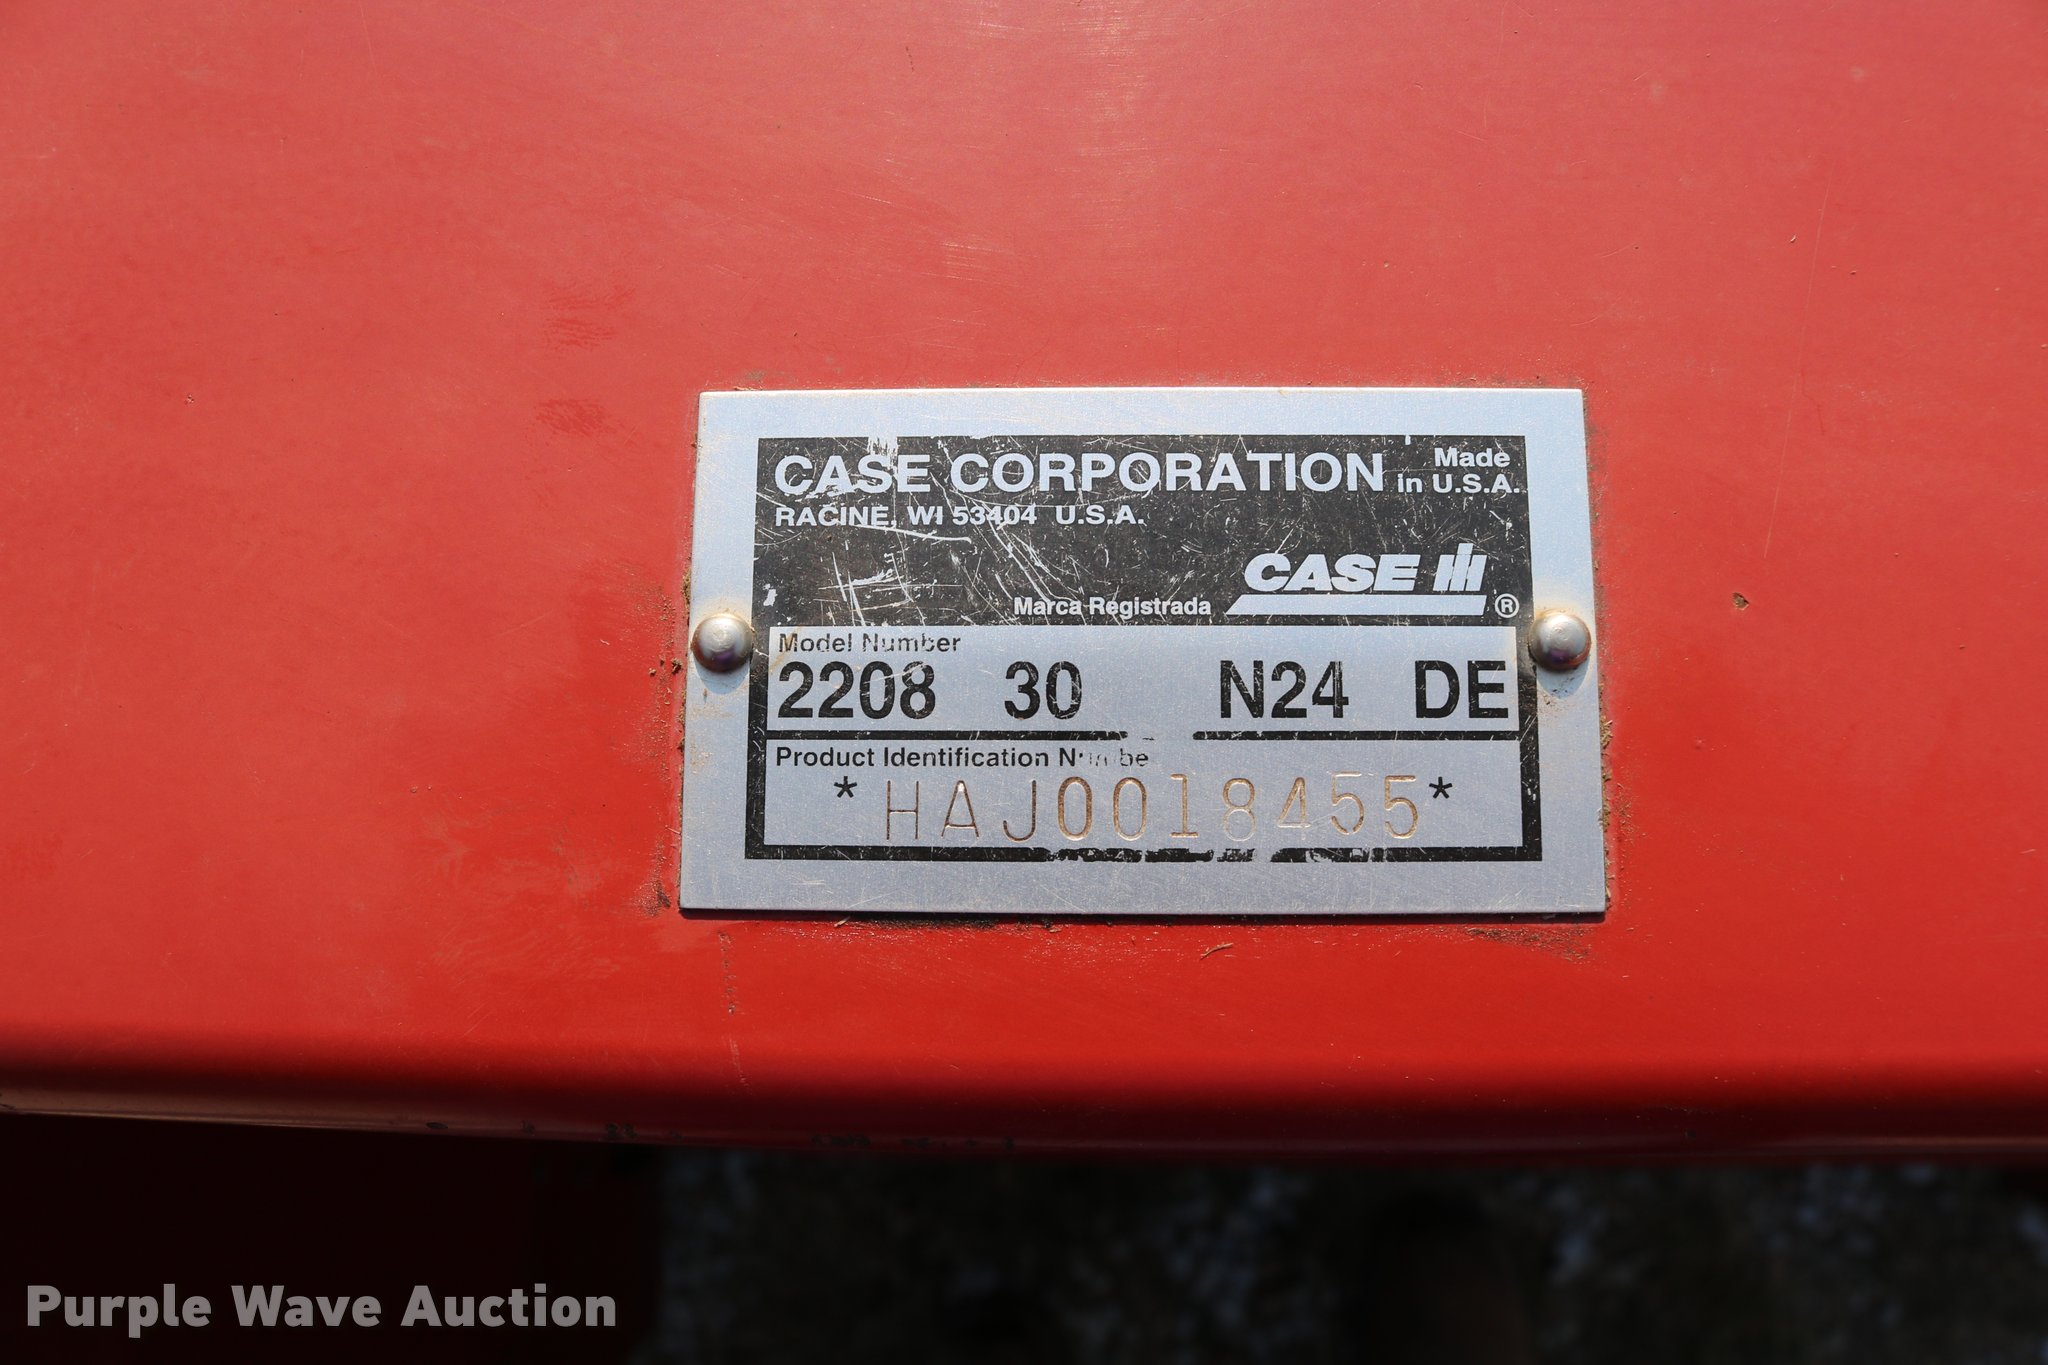 CASE CORPORATION Made in U.S.A.
RACINE, WI 53404 U.S.A.
CASE IH
Marca Registrada ®
Model Number
2208 30 N24 DE
Product Identification Numbe
*HAJ0018455*
Purple Wave Auction